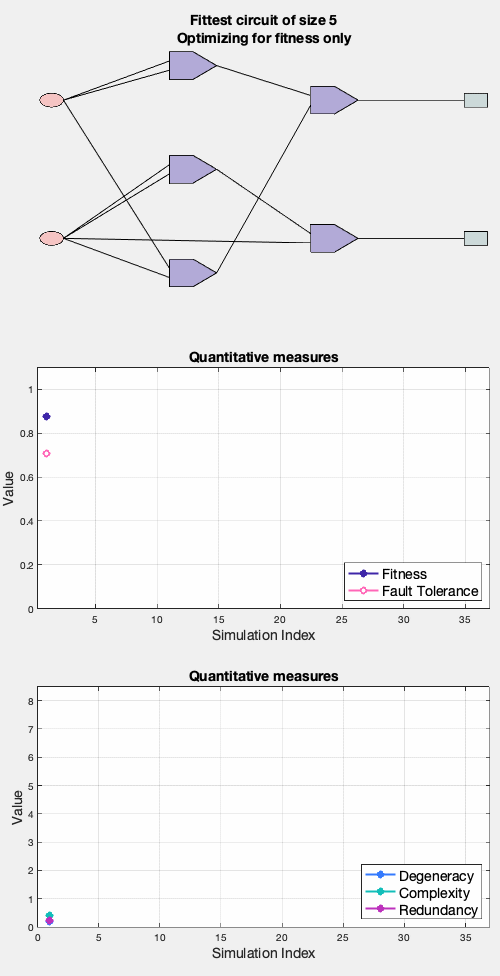 Fittest circuit of size 5
Optimizing for fitness only
Quantitative measures
1
0.8
0.6
0.4
0.2
0
Value
Fitness
Fault Tolerance
5 10 15 20 25 30 35
Simulation Index
Quantitative measures
8
7
6
5
4
3
2
1
0
Value
Degeneracy
Complexity
Redundancy
0 5 10 15 20 25 30 35
Simulation Index